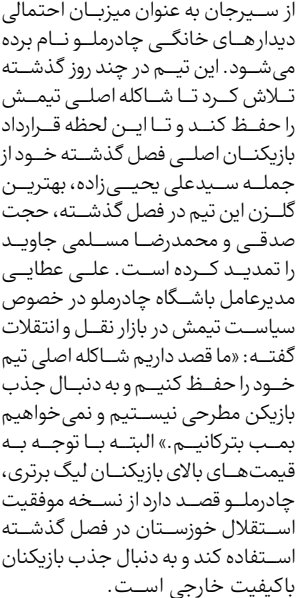 از سیرجان به عنوان میزبان احتمالی
دیدارهای خانگی چادرملو نام برده
می‌شود. این تیم در چند روز گذشته
تلاش کرد تا شاکله اصلی تیمش
را حفظ کند و تا این لحظه قرارداد
بازیکنان اصلی فصل گذشته خود از
جمله سیدعلی یحیی‌زاده، بهترین
گلزن این تیم در فصل گذشته، حجت
صدقی و محمدرضا مسلمی جاوید
را تمدید کرده است. علی عطایی
مدیرعامل باشگاه چادرملو در خصوص
سیاست تیمش در بازار نقل و انتقلات
گفته: «ما قصد داریم شاکله اصلی تیم
خود را حفظ کنیم و به دنبال جذب
بازیکن مطرحی نیستیم و نمی‌خواهیم
بمب بترکانیم.» البته با توجه به
قیمت‌های بالای بازیکنان لیگ برتری،
چادرملو قصد دارد از نسخه موفقیت
استقلال خوزستان در فصل گذشته
استفاده کند و به دنبال جذب بازیکنان
باکیفیت خارجی است.